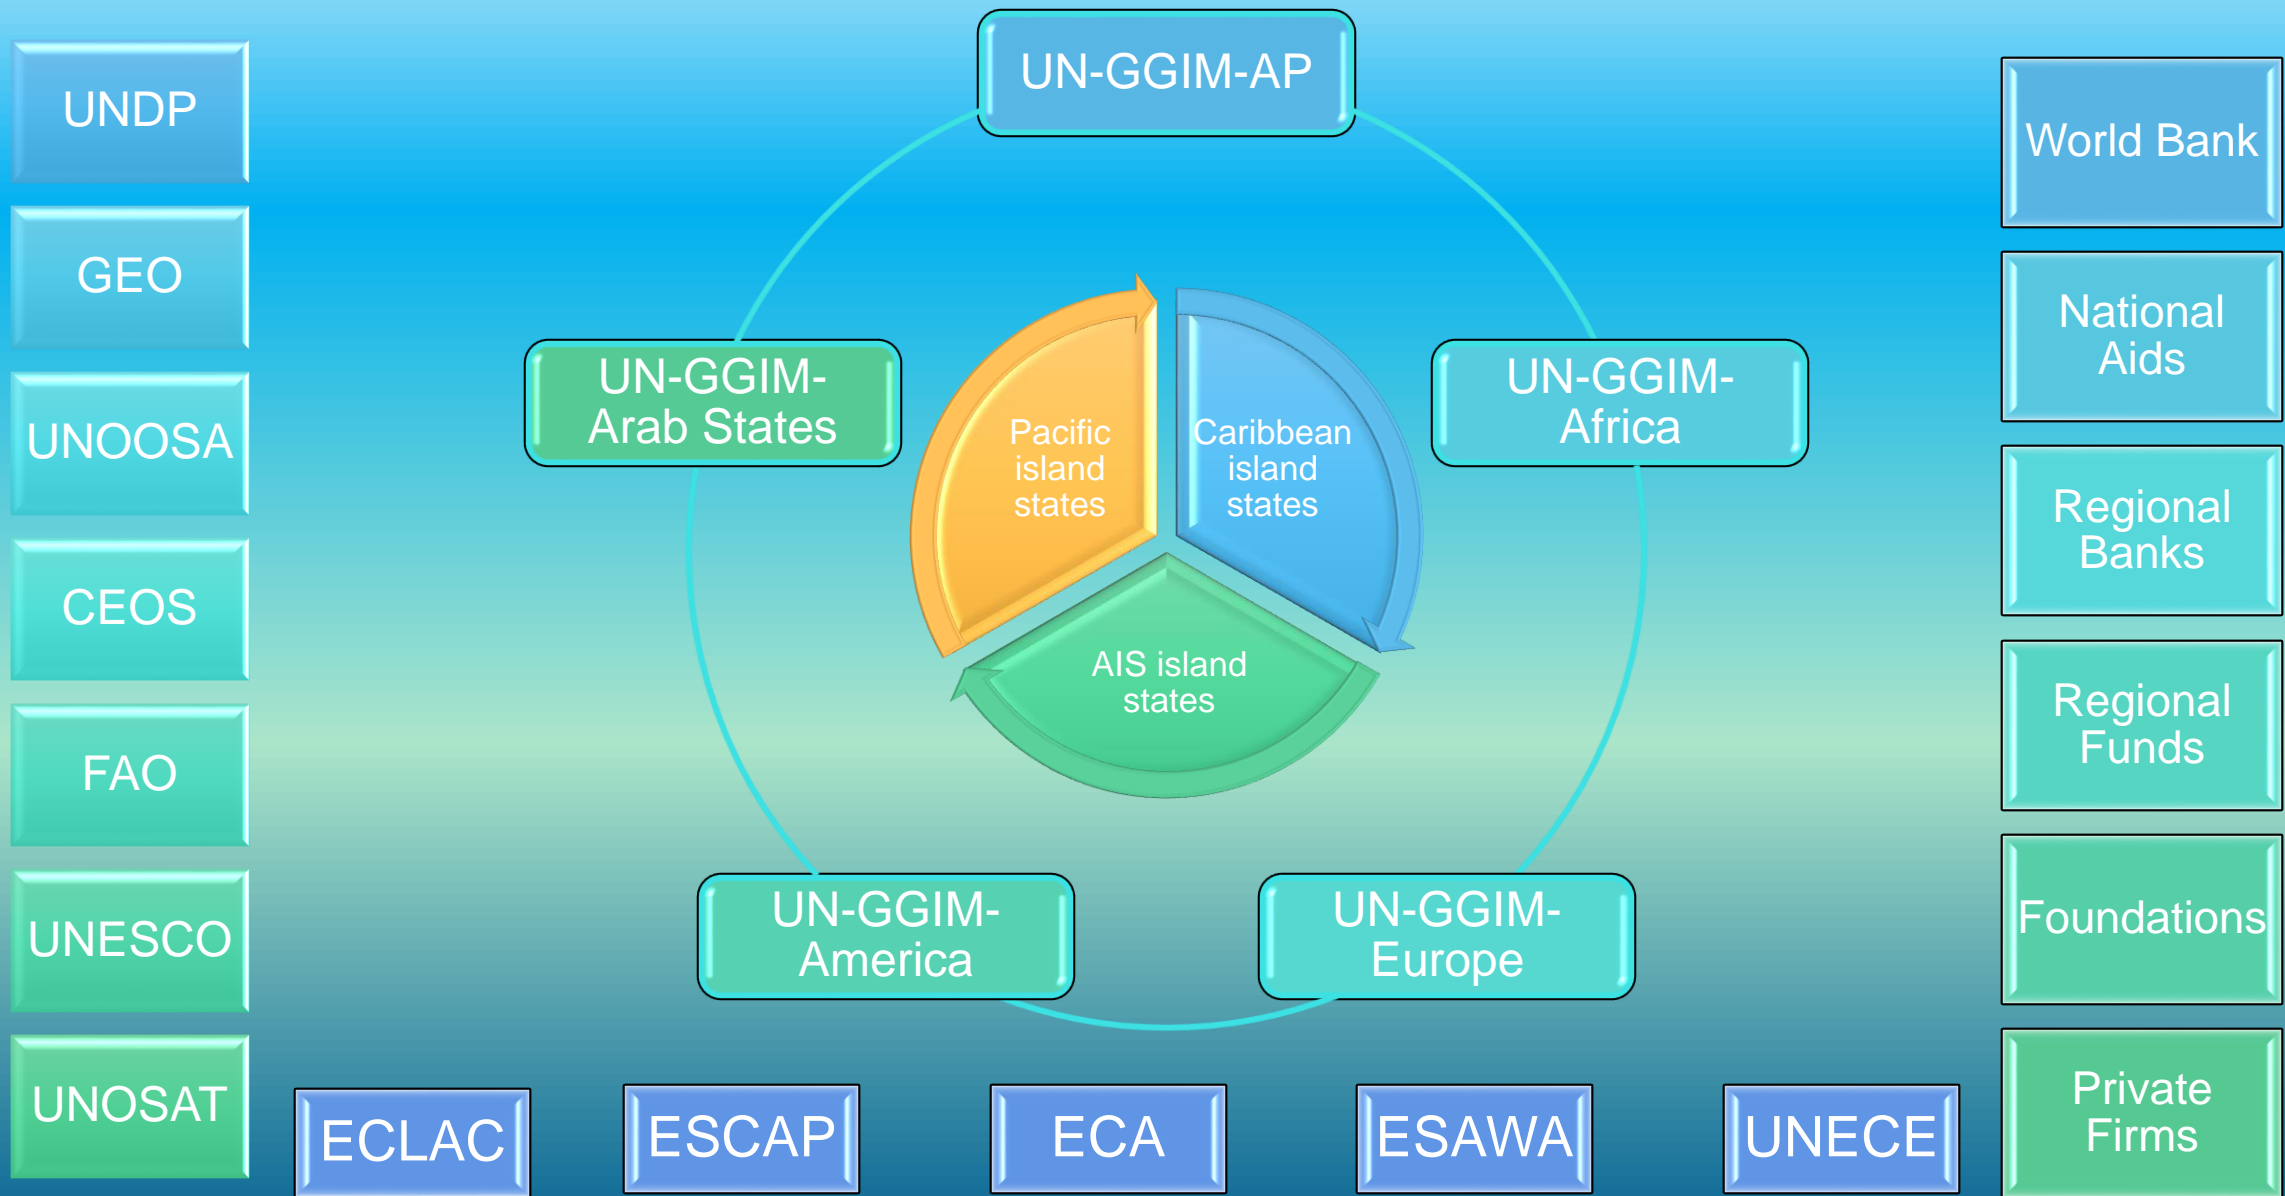 UNDP
GEO
UNOOSA
CEOS
FAO
UNESCO
UNOSAT
UN-GGIM-AP
UN-GGIM-
Arab States
UN-GGIM-
Africa
Pacific
island
states
Caribbean
island
states
AIS island
states
UN-GGIM-
America
UN-GGIM-
Europe
ECLAC
ESCAP
ECA
ESAWA
UNECE
World Bank
National
Aids
Regional
Banks
Regional
Funds
Foundations
Private
Firms